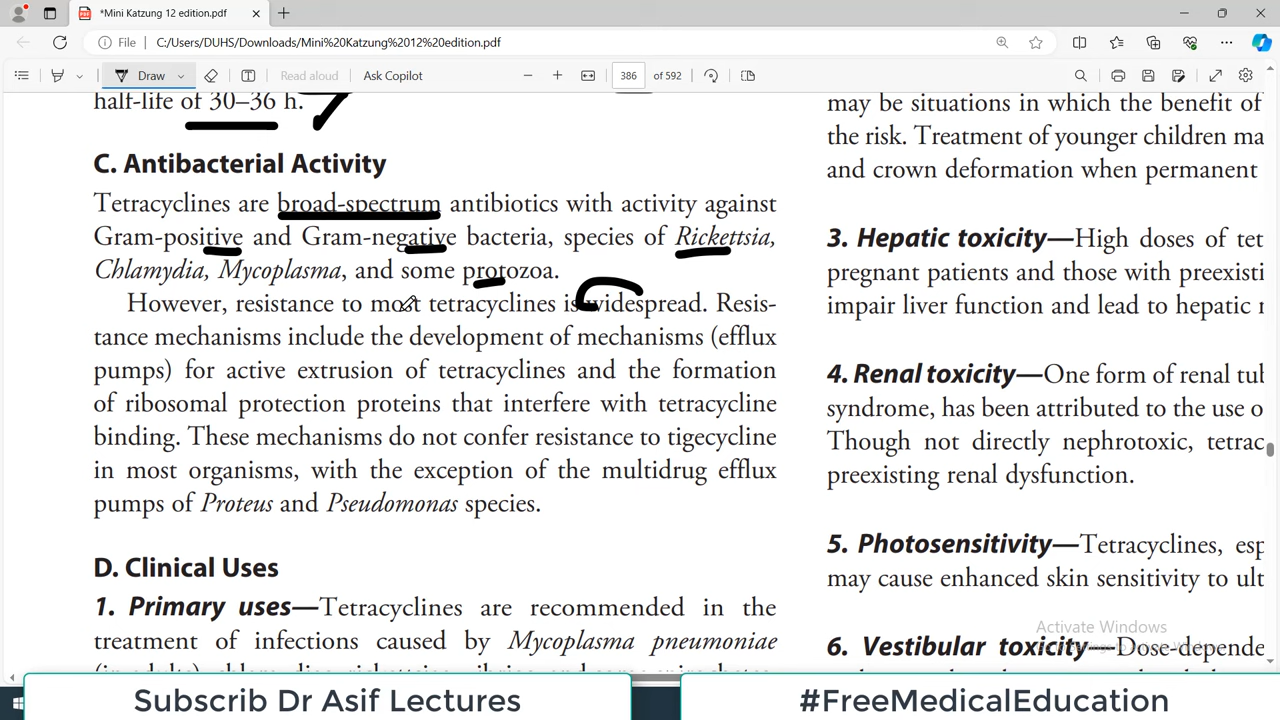 *Mini Katzung 12 edition.pdf
File
C:/Users/DUHS/Downloads/Mini%20Katzung%2012%20edition.pdf
Draw
Read aloud
Ask Copilot
386 of 592
half-life of 30–36 h.
C. Antibacterial Activity
Tetracyclines are broad-spectrum antibiotics with activity against
Gram-positive and Gram-negative bacteria, species of Rickettsia,
Chlamydia, Mycoplasma, and some protozoa.
However, resistance to most tetracyclines is widespread. Resis-
tance mechanisms include the development of mechanisms (efflux
pumps) for active extrusion of tetracyclines and the formation
of ribosomal protection proteins that interfere with tetracycline
binding. These mechanisms do not confer resistance to tigecycline
in most organisms, with the exception of the multidrug efflux
pumps of Proteus and Pseudomonas species.
D. Clinical Uses
1. Primary uses—Tetracyclines are recommended in the
treatment of infections caused by Mycoplasma pneumoniae
may be situations in which the benefit of
the risk. Treatment of younger children ma
and crown deformation when permanent
3. Hepatic toxicity—High doses of tet
pregnant patients and those with preexisti
impair liver function and lead to hepatic
4. Renal toxicity—One form of renal tub
syndrome, has been attributed to the use o
Though not directly nephrotoxic, tetrac
preexisting renal dysfunction.
5. Photosensitivity—Tetracyclines, esp
may cause enhanced skin sensitivity to ult
6. Vestibular toxicity—Dose-depende
Activate Windows
Subscrib Dr Asif Lectures
#FreeMedicalEducation